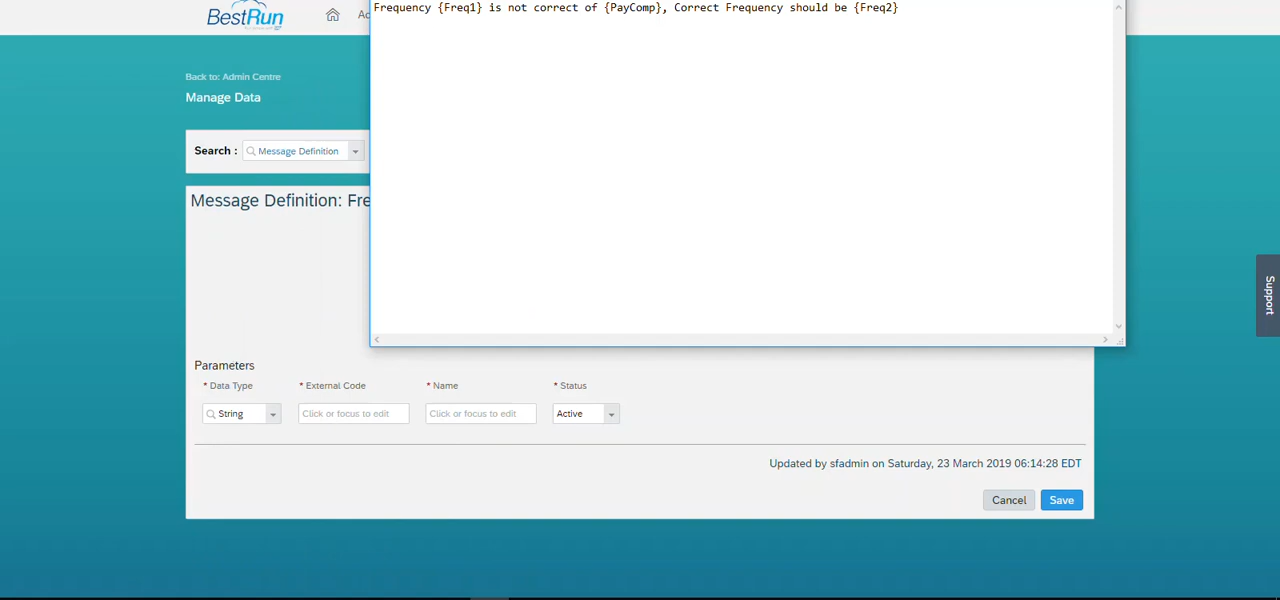 BestRun
Ad
Frequency {Freq1} is not correct of {PayComp}, Correct Frequency should be {Freq2}
Back to: Admin Centre
Manage Data
Search :
Message Definition
Message Definition: Fre
Support
Parameters
* Data Type
* External Code
* Name
* Status
String
Click or focus to edit
Click or focus to edit
Active
Updated by sfadmin on Saturday, 23 March 2019 06:14:28 EDT
Cancel
Save